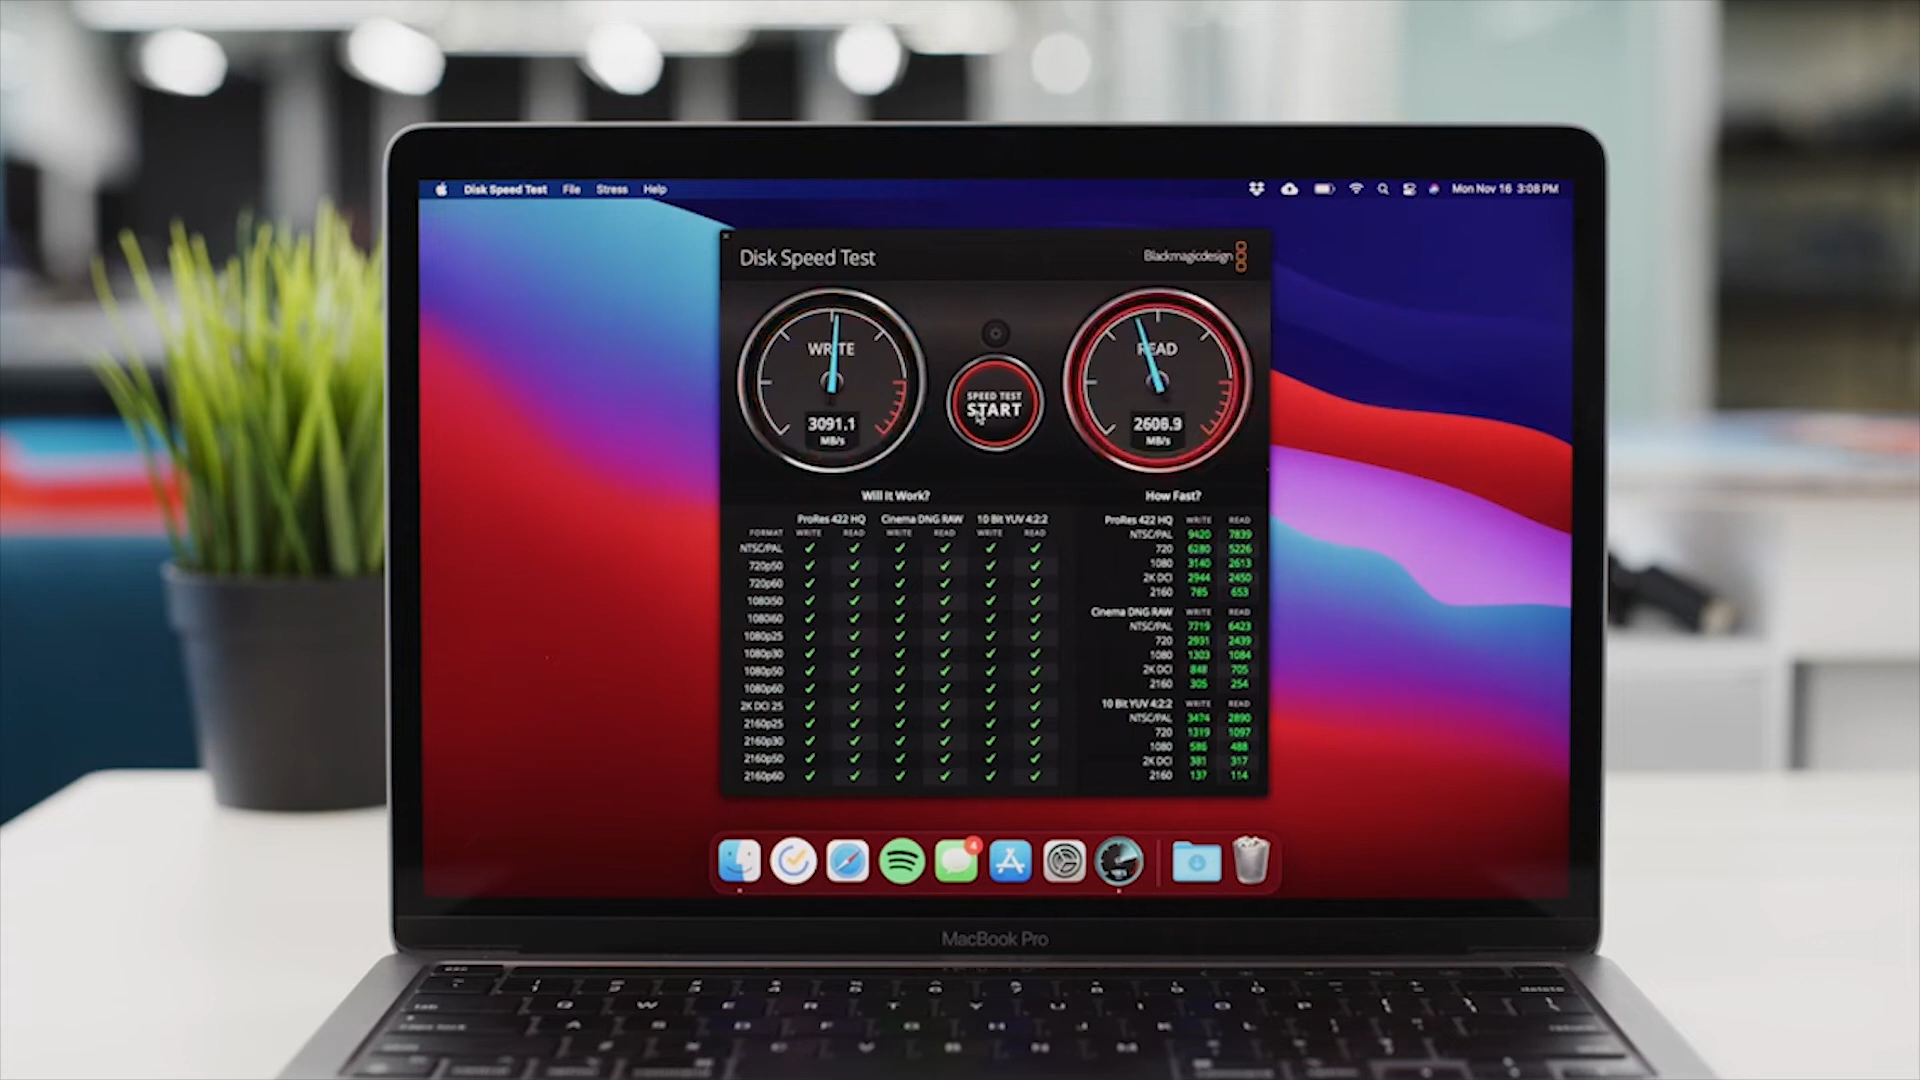 Disk Speed Test File Stress Help Mon Nov 16 3:08 PM
Disk Speed Test Blackmagicdesign
WRITE
3091.1
MB/s
SPEED TEST
START
READ
2608.9
MB/s
Will It Work?
ProRes 422 HQ Cinema DNG RAW 10 Bit YUV 4:2:2
FORMAT WRITE READ WRITE READ WRITE READ
NTSC/PAL
720p50
720p60
1080i50
1080i60
1080p25
1080p30
1080p50
1080p60
2K DCI 25
2160p25
2160p30
2160p50
2160p60
How Fast?
ProRes 422 HQ WRITE READ
NTSC/PAL 9420 7839
720 6280 5226
1080 3140 2613
2K DCI 2944 2450
2160 785 653
Cinema DNG RAW WRITE READ
NTSC/PAL 7719 6423
720 2931 2439
1080 1303 1084
2K DCI 848 705
2160 305 254
10 Bit YUV 4:2:2 WRITE READ
NTSC/PAL 3474 2890
720 1319 1097
1080 586 488
2K DCI 381 317
2160 137 114
4
MacBook Pro
esc
delete
tab
Q W E R T Y U I O P
caps lock
A S D F G H J K L